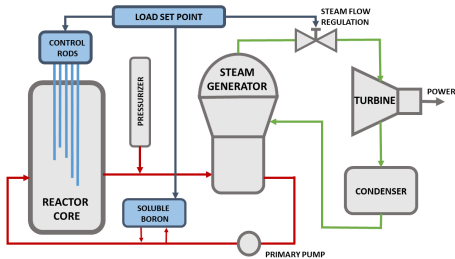 LOAD SET POINT
STEAM FLOW
REGULATION
CONTROL
RODS
PRESSURIZER
STEAM
GENERATOR
TURBINE
POWER
REACTOR
CORE
SOLUBLE
BORON
CONDENSER
PRIMARY PUMP